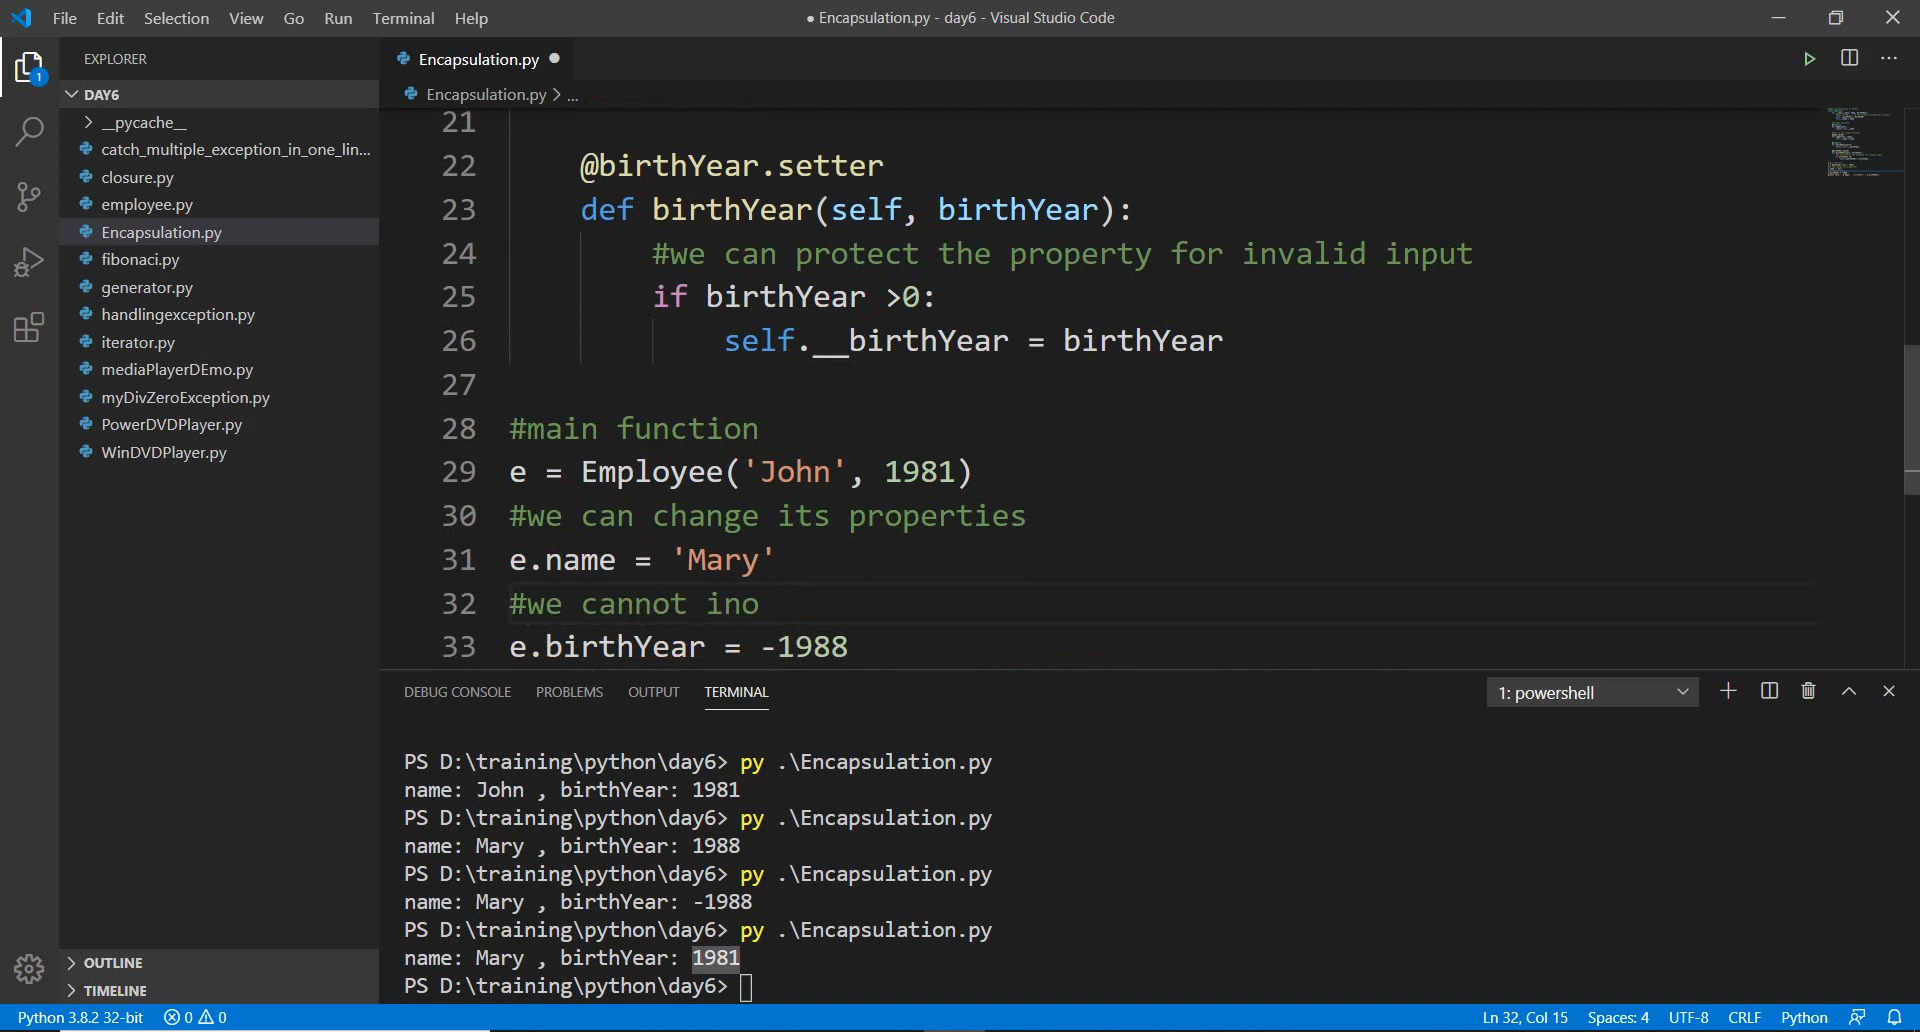 File Edit Selection View Go Run Terminal Help
● Encapsulation.py - day6 - Visual Studio Code
1
EXPLORER
DAY6
__pycache__
catch_multiple_exception_in_one_lin...
closure.py
employee.py
Encapsulation.py
fibonaci.py
generator.py
handlingexception.py
iterator.py
mediaPlayerDEmo.py
myDivZeroException.py
PowerDVDPlayer.py
WinDVDPlayer.py
OUTLINE
TIMELINE
Encapsulation.py ●
Encapsulation.py > ...
21
22 @birthYear.setter
23 def birthYear(self, birthYear):
24 #we can protect the property for invalid input
25 if birthYear >0:
26 self.__birthYear = birthYear
27
28 #main function
29 e = Employee('John', 1981)
30 #we can change its properties
31 e.name = 'Mary'
32 #we cannot ino
33 e.birthYear = -1988
DEBUG CONSOLE PROBLEMS OUTPUT TERMINAL
1: powershell
PS D:\training\python\day6> py .\Encapsulation.py
name: John , birthYear: 1981
PS D:\training\python\day6> py .\Encapsulation.py
name: Mary , birthYear: 1988
PS D:\training\python\day6> py .\Encapsulation.py
name: Mary , birthYear: -1988
PS D:\training\python\day6> py .\Encapsulation.py
name: Mary , birthYear: 1981
PS D:\training\python\day6>
Python 3.8.2 32-bit 0 0
Ln 32, Col 15 Spaces: 4 UTF-8 CRLF Python